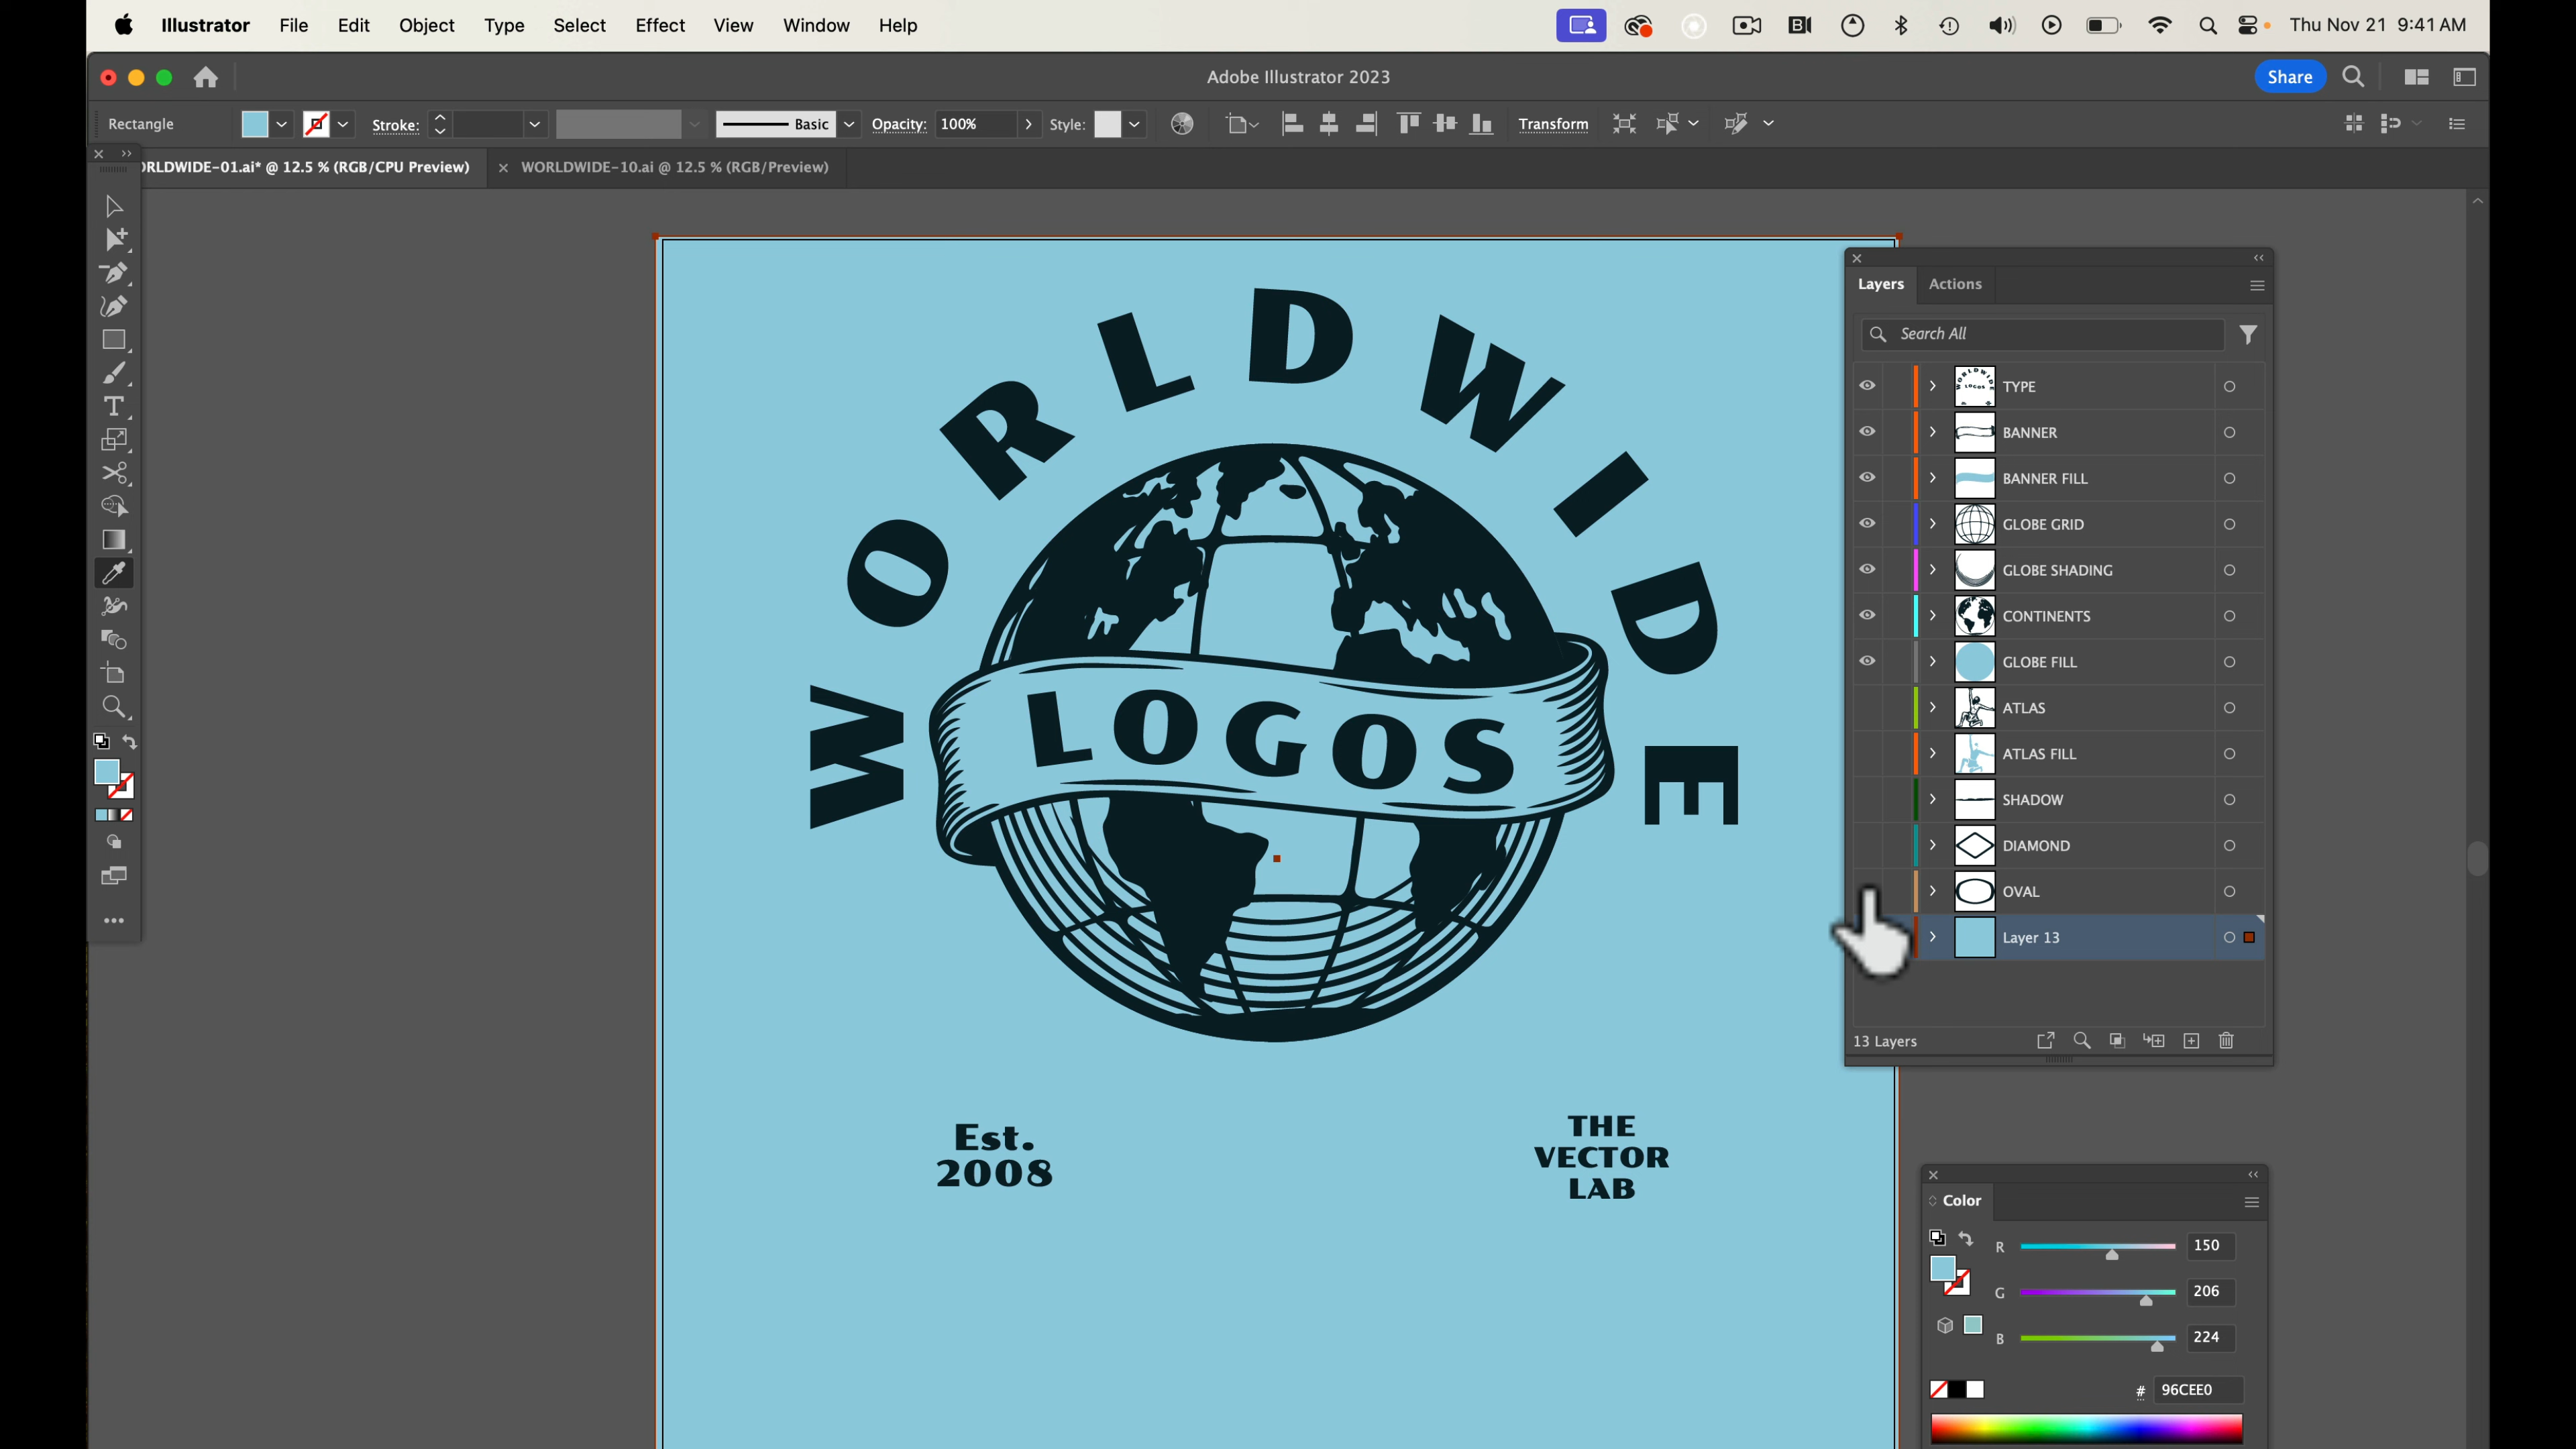 Illustrator File Edit Object Type Select Effect View Window Help
Thu Nov 21 9:41 AM
Adobe Illustrator 2023
Share
Rectangle
Stroke:
Basic
Opacity: 100%
Style:
Transform
ORLDWIDE-01.ai* @ 12.5 % (RGB/CPU Preview)
WORLDWIDE-10.ai @ 12.5 % (RGB/Preview)
WORLDWIDE
LOGOS
Est.
2008
THE
VECTOR
LAB
Layers Actions
Search All
TYPE
BANNER
BANNER FILL
GLOBE GRID
GLOBE SHADING
CONTINENTS
GLOBE FILL
ATLAS
ATLAS FILL
SHADOW
DIAMOND
OVAL
Layer 13
13 Layers
Color
R 150
G 206
B 224
# 96CEE0